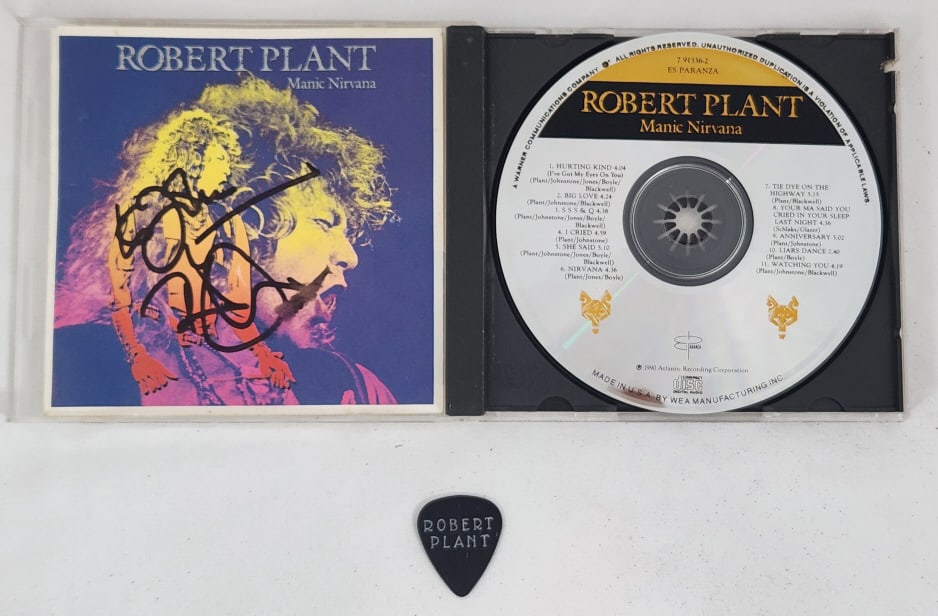 ROBERT PLANT
Manic Nirvana
A WARNER COMMUNICATIONS COMPANY ℗® ALL RIGHTS RESERVED. UNAUTHORIZED DUPLICATION IS A VIOLATION OF APPLICABLE LAWS.
7 91336-2
ES PARANZA
ROBERT PLANT
Manic Nirvana
1. HURTING KIND 4.04
(I've Got My Eyes On You)
(Plant/Johnstone/Jones/Boyle/
Blackwell)
2. BIG LOVE 4.24
(Plant/Johnstone/Blackwell)
3. S S S & Q 4.38
(Plant/Johnstone/Jones/Boyle/
Blackwell)
4. I CRIED 4.59
(Plant/Johnstone)
5. SHE SAID 5.10
(Plant/Johnstone/Jones/Boyle/
Blackwell)
6. NIRVANA 4.36
(Plant/Jones/Boyle)
7. TIE DYE ON THE
HIGHWAY 5.15
(Plant/Blackwell)
8. YOUR MA SAID YOU
CRIED IN YOUR SLEEP
LAST NIGHT 4.36
(Schlaks/Glazer)
9. ANNIVERSARY 5.02
(Plant/Johnstone)
10. LIARS DANCE 2.40
(Plant/Boyle)
11. WATCHING YOU 4.19
(Plant/Johnstone/Blackwell)
℗ 1990 Atlantic Recording Corporation
COMPACT
DISC
DIGITAL AUDIO
MADE IN U.S.A. BY WEA MANUFACTURING INC.
ROBERT
PLANT